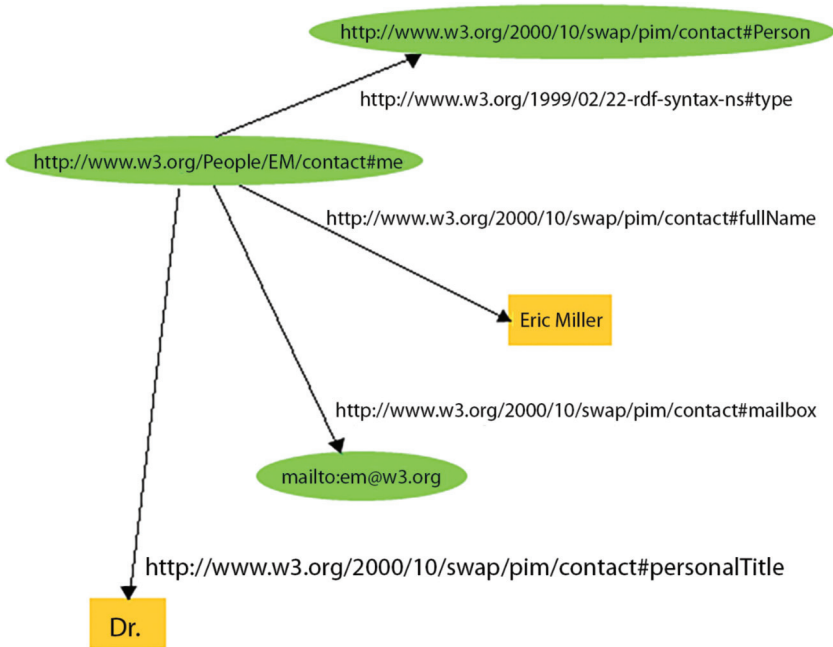 http://www.w3.org/2000/10/swap/pim/contact#Person
http://www.w3.org/1999/02/22-rdf-syntax-ns#type
http://www.w3.org/People/EM/contact#me
http://www.w3.org/2000/10/swap/pim/contact#fullName
Eric Miller
http://www.w3.org/2000/10/swap/pim/contact#mailbox
mailto:em@w3.org
http://www.w3.org/2000/10/swap/pim/contact#personalTitle
Dr.